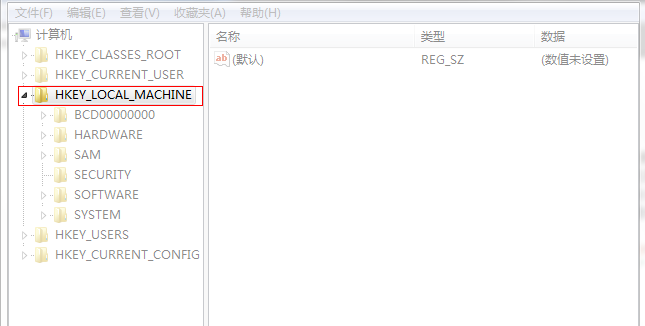 文件(F) 编辑(E) 查看(V) 收藏夹(A) 帮助(H)
计算机
HKEY_CLASSES_ROOT
HKEY_CURRENT_USER
HKEY_LOCAL_MACHINE
BCD00000000
HARDWARE
SAM
SECURITY
SOFTWARE
SYSTEM
HKEY_USERS
HKEY_CURRENT_CONFIG
名称 类型 数据
ab (默认) REG_SZ (数值未设置)